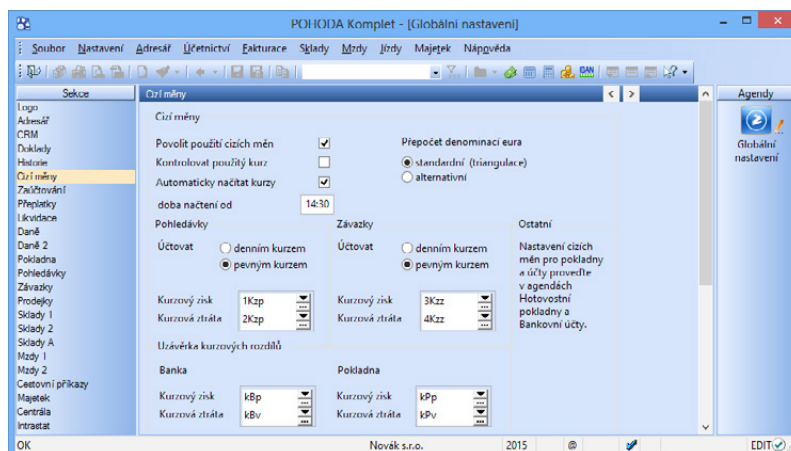 POHODA Komplet - [Globální nastavení]
Soubor Nastavení Adresář Účetnictví Fakturace Sklady Mzdy Jízdy Majetek Nápověda
Sekce
Logo
Adresář
CRM
Doklady
Historie
Cizí měny
Zaúčtování
Přeplatky
Likvidace
Daně
Daně 2
Pokladna
Pohledávky
Závazky
Prodejky
Sklady 1
Sklady 2
Sklady A
Mzdy 1
Mzdy 2
Cestovní příkazy
Majetek
Centrála
Intrastat
Cizí měny
Cizí měny
Povolit použití cizích měn
Kontrolovat použitý kurz
Automaticky načítat kurzy
doba načtení od 14:30
Přepočet denominací eura
standardní (triangulace)
alternativní
Pohledávky
Účtovat denním kurzem
pevným kurzem
Kurzový zisk 1Kzp
Kurzová ztráta 2Kzp
Závazky
Účtovat denním kurzem
pevným kurzem
Kurzový zisk 3Kzz
Kurzová ztráta 4Kzz
Ostatní
Nastavení cizích
měn pro pokladny
a účty proveďte
v agendách
Hotovostní
pokladny a
Bankovní účty.
Uzávěrka kurzových rozdílů
Banka
Kurzový zisk kBp
Kurzová ztráta kBv
Pokladna
Kurzový zisk kPp
Kurzová ztráta kPv
Agendy
Globální
nastavení
OK Novák s.r.o. 2015 @ EDIT